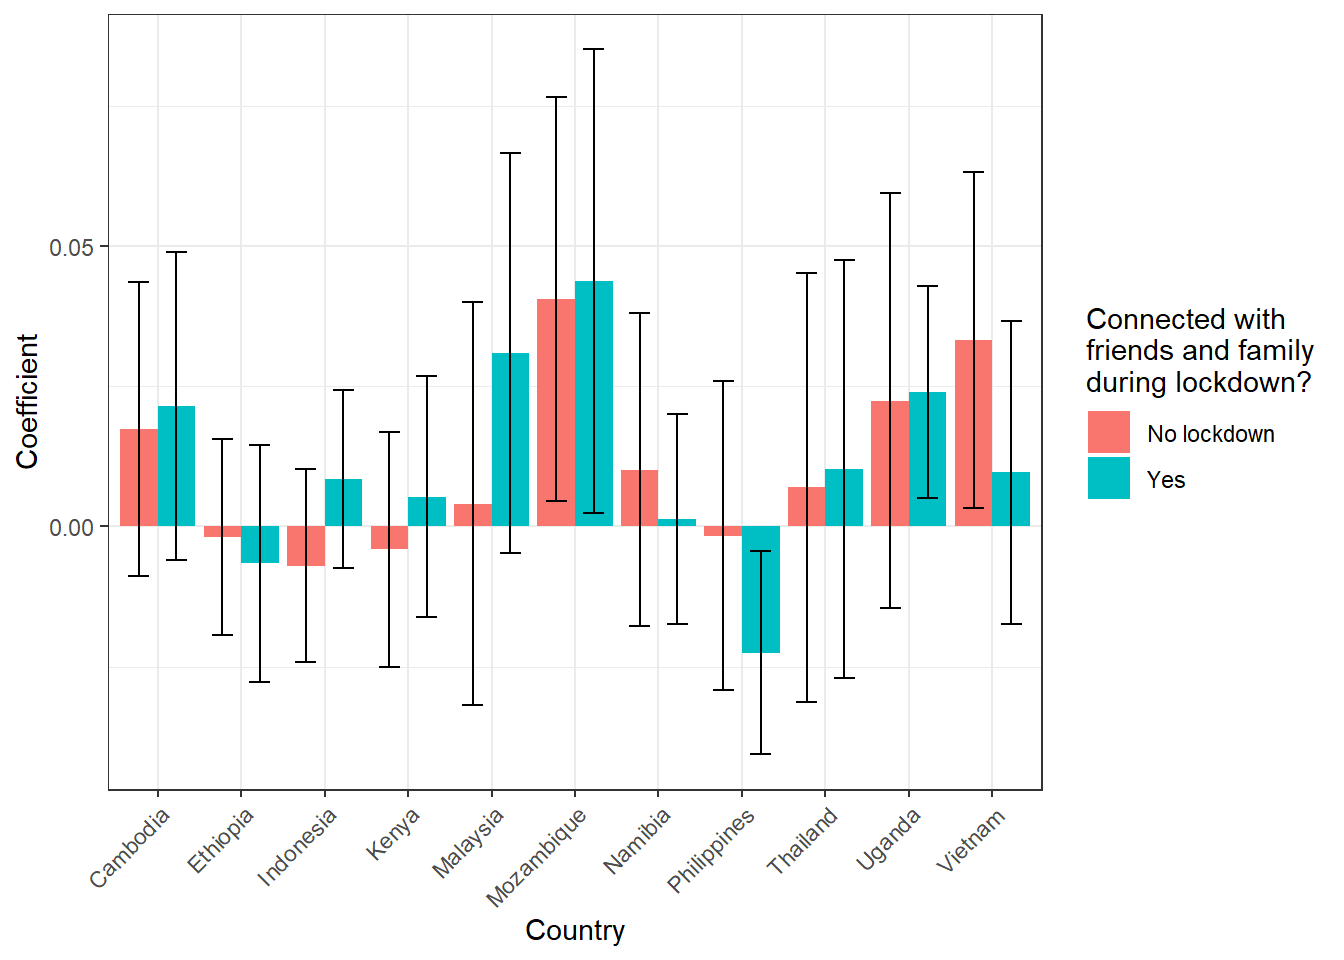 Coefficient
0.05
0.00
Cambodia
Ethiopia
Indonesia
Kenya
Malaysia
Mozambique
Namibia
Philippines
Thailand
Uganda
Vietnam
Country
Connected with
friends and family
during lockdown?
No lockdown
Yes